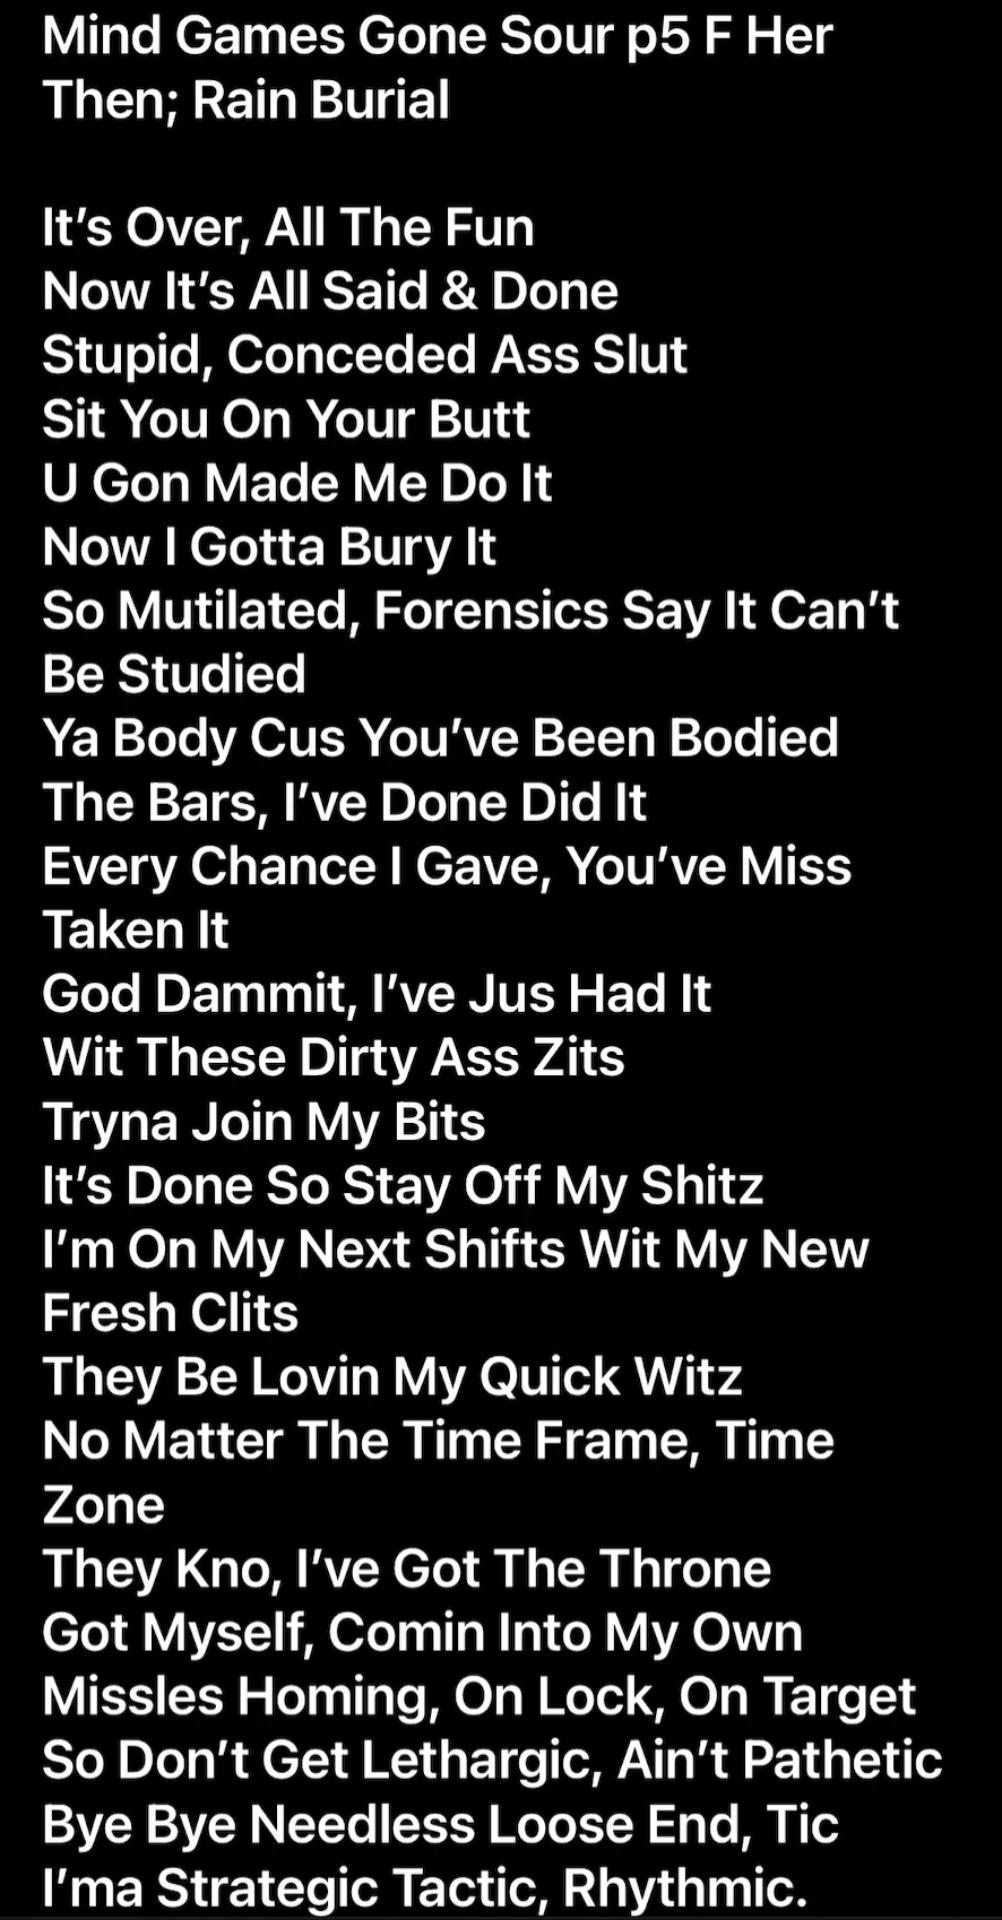 Mind Games Gone Sour p5 F Her
Then; Rain Burial
It’s Over, All The Fun
Now It’s All Said & Done
Stupid, Conceded Ass Slut
Sit You On Your Butt
U Gon Made Me Do It
Now I Gotta Bury It
So Mutilated, Forensics Say It Can’t
Be Studied
Ya Body Cus You’ve Been Bodied
The Bars, I’ve Done Did It
Every Chance I Gave, You’ve Miss
Taken It
God Dammit, I’ve Jus Had It
Wit These Dirty Ass Zits
Tryna Join My Bits
It’s Done So Stay Off My Shitz
I’m On My Next Shifts Wit My New
Fresh Clits
They Be Lovin My Quick Witz
No Matter The Time Frame, Time
Zone
They Kno, I’ve Got The Throne
Got Myself, Comin Into My Own
Missles Homing, On Lock, On Target
So Don’t Get Lethargic, Ain’t Pathetic
Bye Bye Needless Loose End, Tic
I’ma Strategic Tactic, Rhythmic.